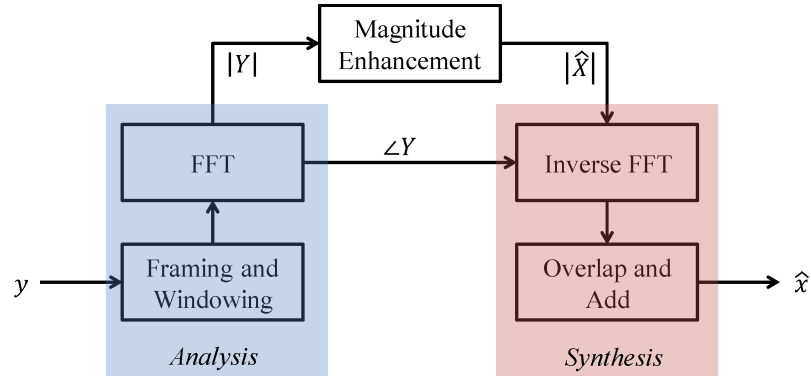 Magnitude
Enhancement
|Y|
|X̂|
FFT
∠Y
Inverse FFT
y
Framing and
Windowing
Overlap and
Add
x̂
Analysis
Synthesis